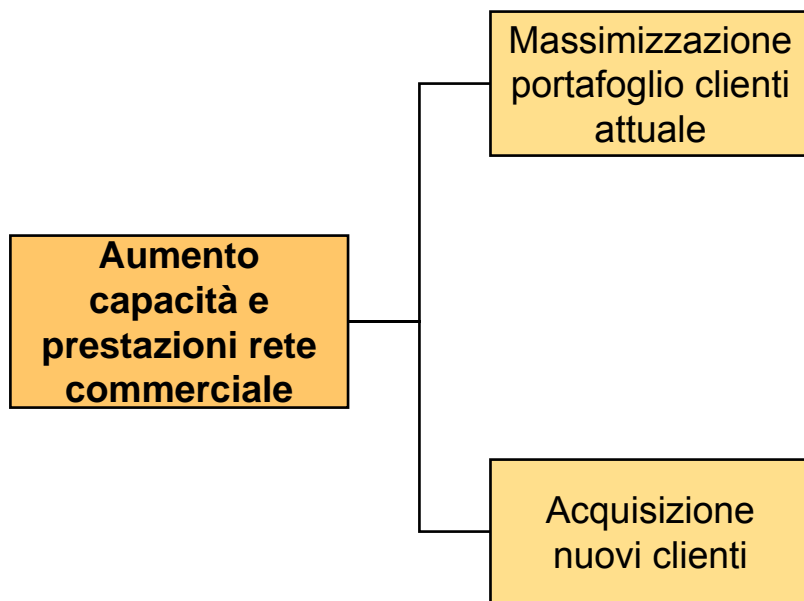 Massimizzazione
portafoglio clienti
attuale
Aumento
capacità e
prestazioni rete
commerciale
Acquisizione
nuovi clienti